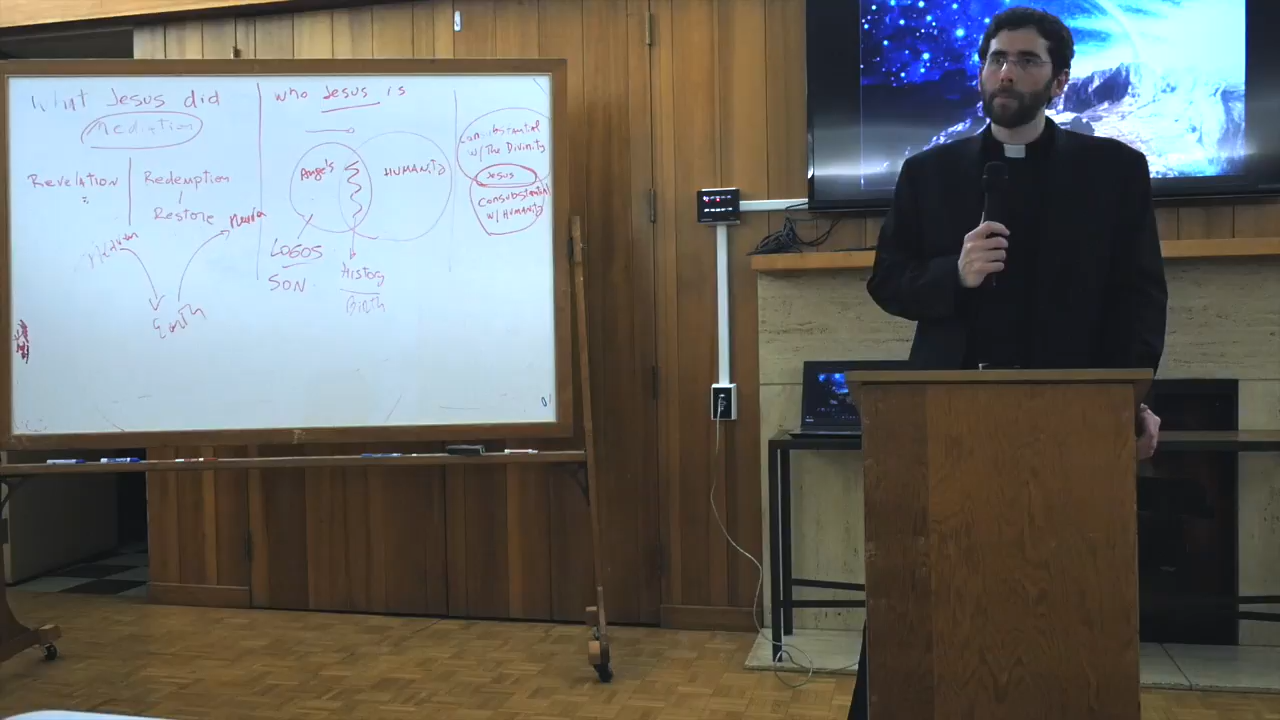 What Jesus did
Mediation
Revelation
Redemption
Restore
Heaven
Earth
who Jesus is
Angels
HUMANITY
LOGOS
SON
History
Birth
Consubstantial
w/ The Divinity
Jesus
consubstantial
w/ HUMANITY